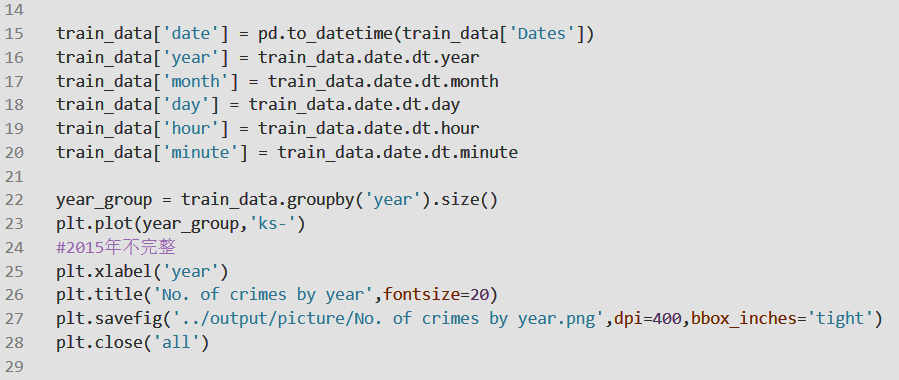 14
15 train_data['date'] = pd.to_datetime(train_data['Dates'])
16 train_data['year'] = train_data.date.dt.year
17 train_data['month'] = train_data.date.dt.month
18 train_data['day'] = train_data.date.dt.day
19 train_data['hour'] = train_data.date.dt.hour
20 train_data['minute'] = train_data.date.dt.minute
21
22 year_group = train_data.groupby('year').size()
23 plt.plot(year_group,'ks-')
24 #2015年不完整
25 plt.xlabel('year')
26 plt.title('No. of crimes by year',fontsize=20)
27 plt.savefig('../output/picture/No. of crimes by year.png',dpi=400,bbox_inches='tight')
28 plt.close('all')
29